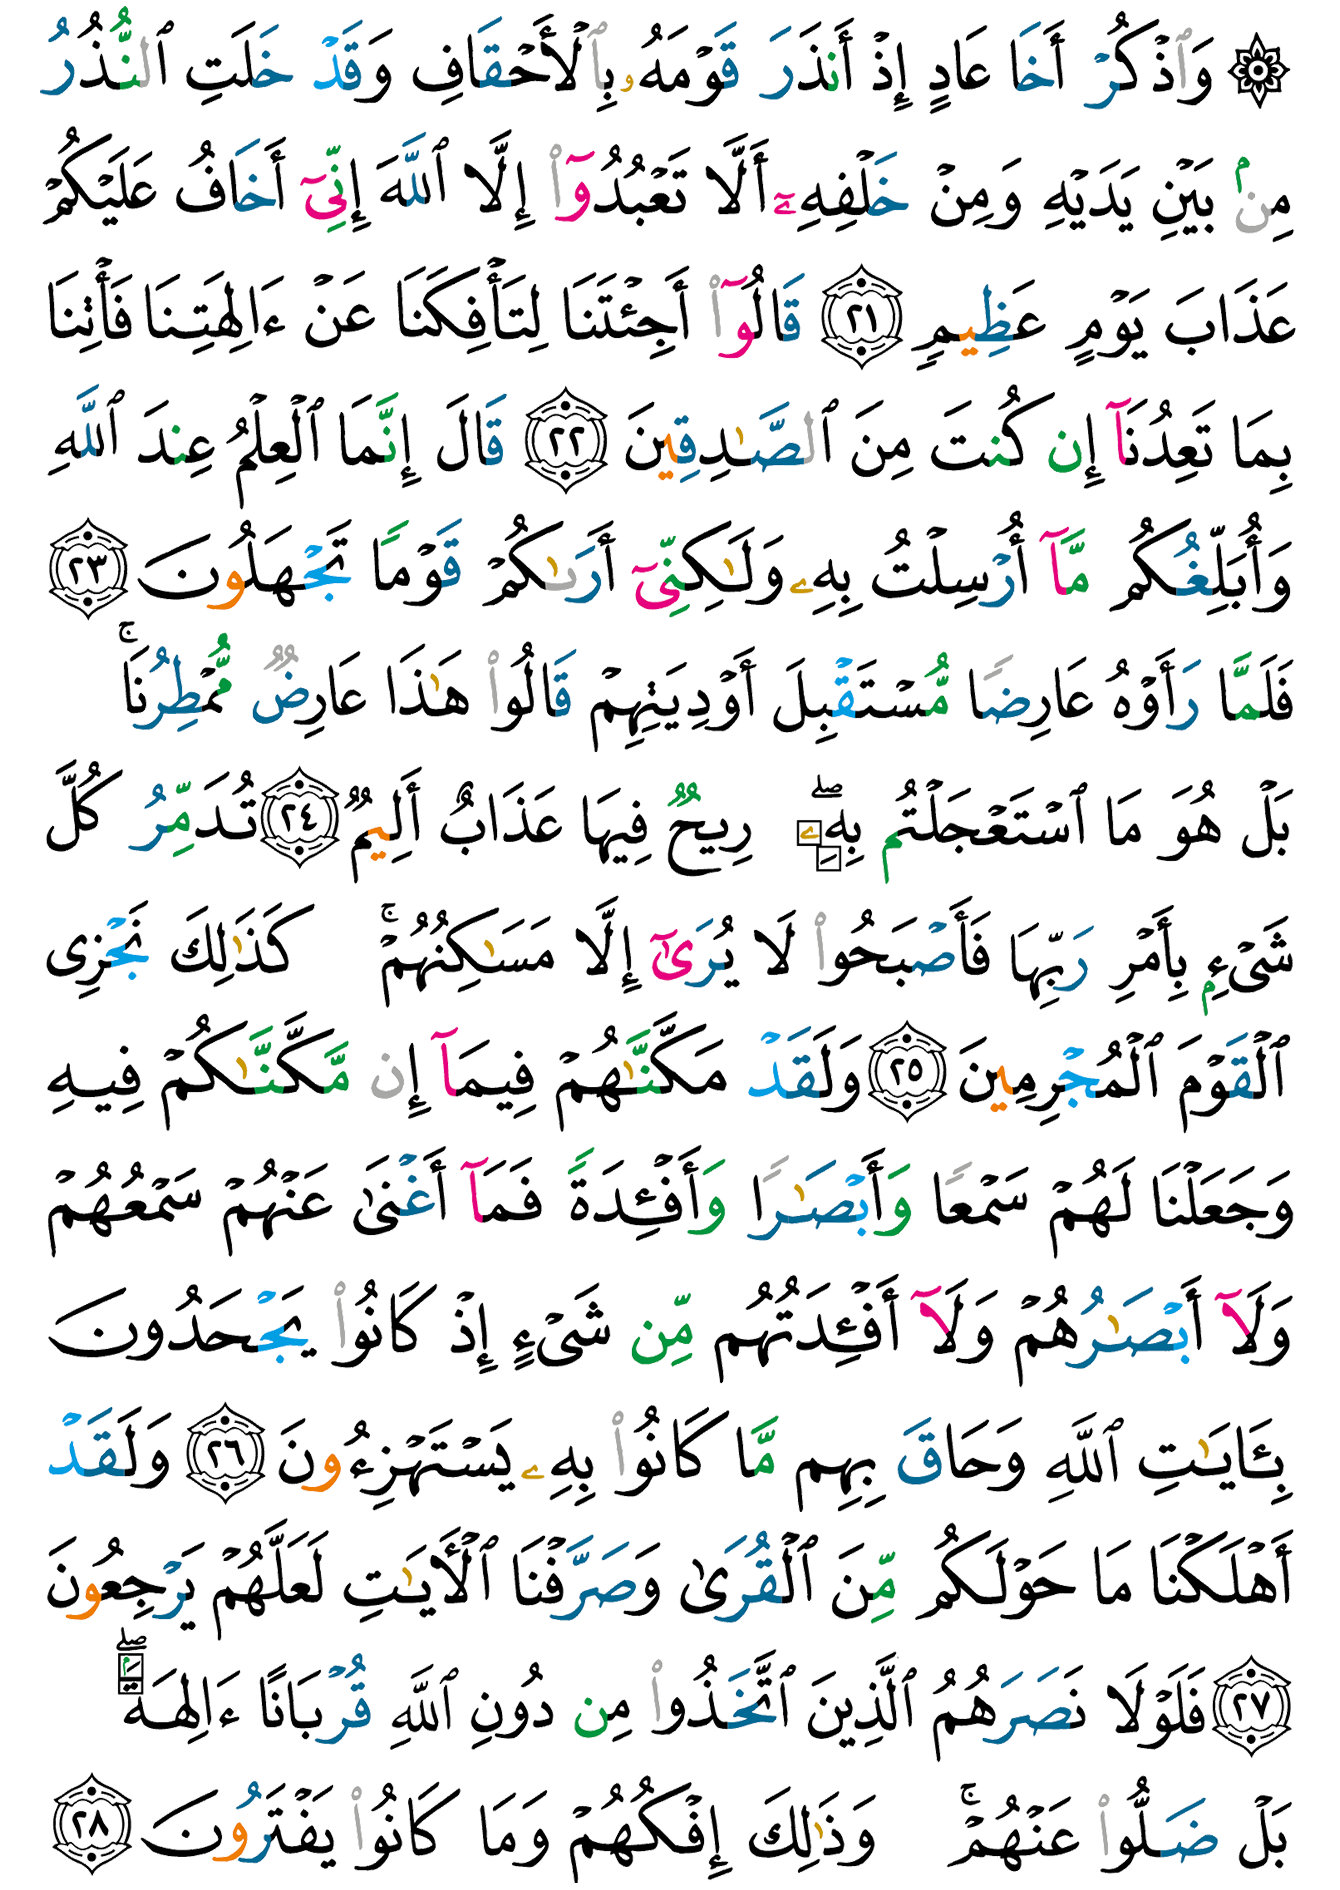 ۞ وَٱذْكُرْ أَخَا عَادٍ إِذْ أَنذَرَ قَوْمَهُۥ بِٱلْأَحْقَافِ وَقَدْ خَلَتِ ٱلنُّذُرُ
مِنۢ بَيْنِ يَدَيْهِ وَمِنْ خَلْفِهِۦٓ أَلَّا تَعْبُدُوٓا۟ إِلَّا ٱللَّهَ إِنِّىٓ أَخَافُ عَلَيْكُمْ
عَذَابَ يَوْمٍ عَظِيمٍ ٢١ قَالُوٓا۟ أَجِئْتَنَا لِتَأْفِكَنَا عَنْ ءَالِهَتِنَا فَأْتِنَا
بِمَا تَعِدُنَآ إِن كُنتَ مِنَ ٱلصَّـٰدِقِينَ ٢٢ قَالَ إِنَّمَا ٱلْعِلْمُ عِندَ ٱللَّهِ
وَأُبَلِّغُكُم مَّآ أُرْسِلْتُ بِهِۦ وَلَـٰكِنِّىٓ أَرَىٰكُمْ قَوْمًا تَجْهَلُونَ ٢٣
فَلَمَّا رَأَوْهُ عَارِضًا مُّسْتَقْبِلَ أَوْدِيَتِهِمْ قَالُوا۟ هَـٰذَا عَارِضٌ مُّمْطِرُنَا ۚ
بَلْ هُوَ مَا ٱسْتَعْجَلْتُم بِهِۦ ۖ رِيحٌ فِيهَا عَذَابٌ أَلِيمٌ ٢٤ تُدَمِّرُ كُلَّ
شَىْءٍۭ بِأَمْرِ رَبِّهَا فَأَصْبَحُوا۟ لَا يُرَىٰٓ إِلَّا مَسَـٰكِنُهُمْ ۚ كَذَٰلِكَ نَجْزِى
ٱلْقَوْمَ ٱلْمُجْرِمِينَ ٢٥ وَلَقَدْ مَكَّنَّـٰهُمْ فِيمَآ إِن مَّكَّنَّـٰكُمْ فِيهِ
وَجَعَلْنَا لَهُمْ سَمْعًا وَأَبْصَـٰرًا وَأَفْـِٔدَةً فَمَآ أَغْنَىٰ عَنْهُمْ سَمْعُهُمْ
وَلَآ أَبْصَـٰرُهُمْ وَلَآ أَفْـِٔدَتُهُم مِّن شَىْءٍ إِذْ كَانُوا۟ يَجْحَدُونَ
بِـَٔايَـٰتِ ٱللَّهِ وَحَاقَ بِهِم مَّا كَانُوا۟ بِهِۦ يَسْتَهْزِءُونَ ٢٦ وَلَقَدْ
أَهْلَكْنَا مَا حَوْلَكُم مِّنَ ٱلْقُرَىٰ وَصَرَّفْنَا ٱلْـَٔايَـٰتِ لَعَلَّهُمْ يَرْجِعُونَ
٢٧ فَلَوْلَا نَصَرَهُمُ ٱلَّذِينَ ٱتَّخَذُوا۟ مِن دُونِ ٱللَّهِ قُرْبَانًا ءَالِهَةًۢ ۖ
بَلْ ضَلُّوا۟ عَنْهُمْ ۚ وَذَٰلِكَ إِفْكُهُمْ وَمَا كَانُوا۟ يَفْتَرُونَ ٢٨